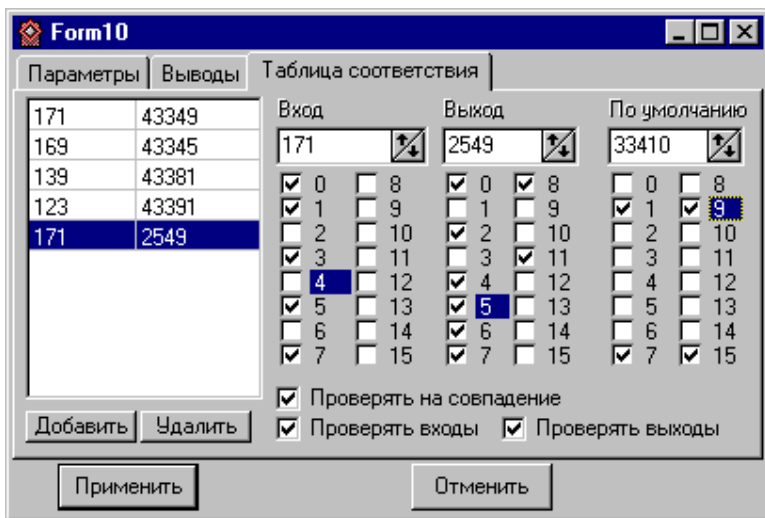 Form10
Параметры Выводы Таблица соответствия
171 43349
169 43345
139 43381
123 43391
171 2549
Вход Выход По умолчанию
171 2549 33410
0 8 0 8 0 8
1 9 1 9 1 9
2 10 2 10 2 10
3 11 3 11 3 11
4 12 4 12 4 12
5 13 5 13 5 13
6 14 6 14 6 14
7 15 7 15 7 15
Проверять на совпадение
Добавить Удалить Проверять входы Проверять выходы
Применить Отменить